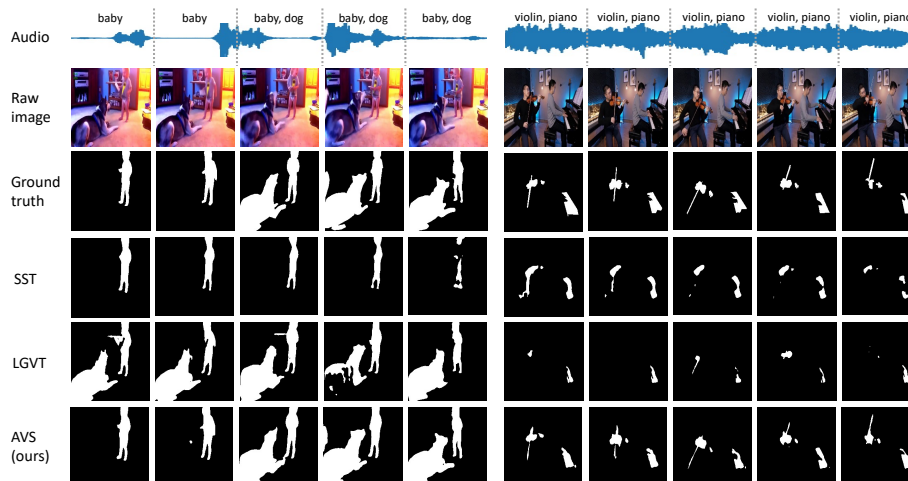 baby baby baby, dog baby, dog baby, dog violin, piano violin, piano violin, piano violin, piano violin, piano
Audio
Raw
image
Ground
truth
SST
LGVT
AVS
(ours)